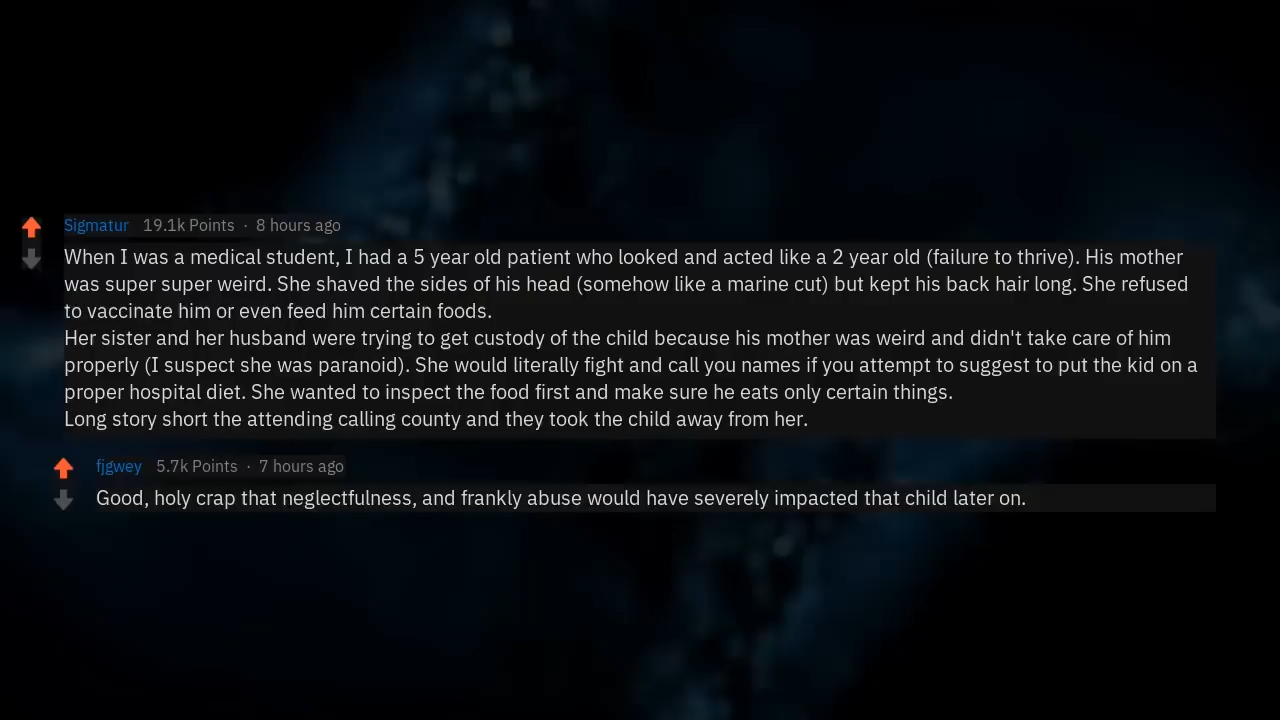 Sigmatur 19.1k Points · 8 hours ago
When I was a medical student, I had a 5 year old patient who looked and acted like a 2 year old (failure to thrive). His mother
was super super weird. She shaved the sides of his head (somehow like a marine cut) but kept his back hair long. She refused
to vaccinate him or even feed him certain foods.
Her sister and her husband were trying to get custody of the child because his mother was weird and didn't take care of him
properly (I suspect she was paranoid). She would literally fight and call you names if you attempt to suggest to put the kid on a
proper hospital diet. She wanted to inspect the food first and make sure he eats only certain things.
Long story short the attending calling county and they took the child away from her.
fjgwey 5.7k Points · 7 hours ago
Good, holy crap that neglectfulness, and frankly abuse would have severely impacted that child later on.